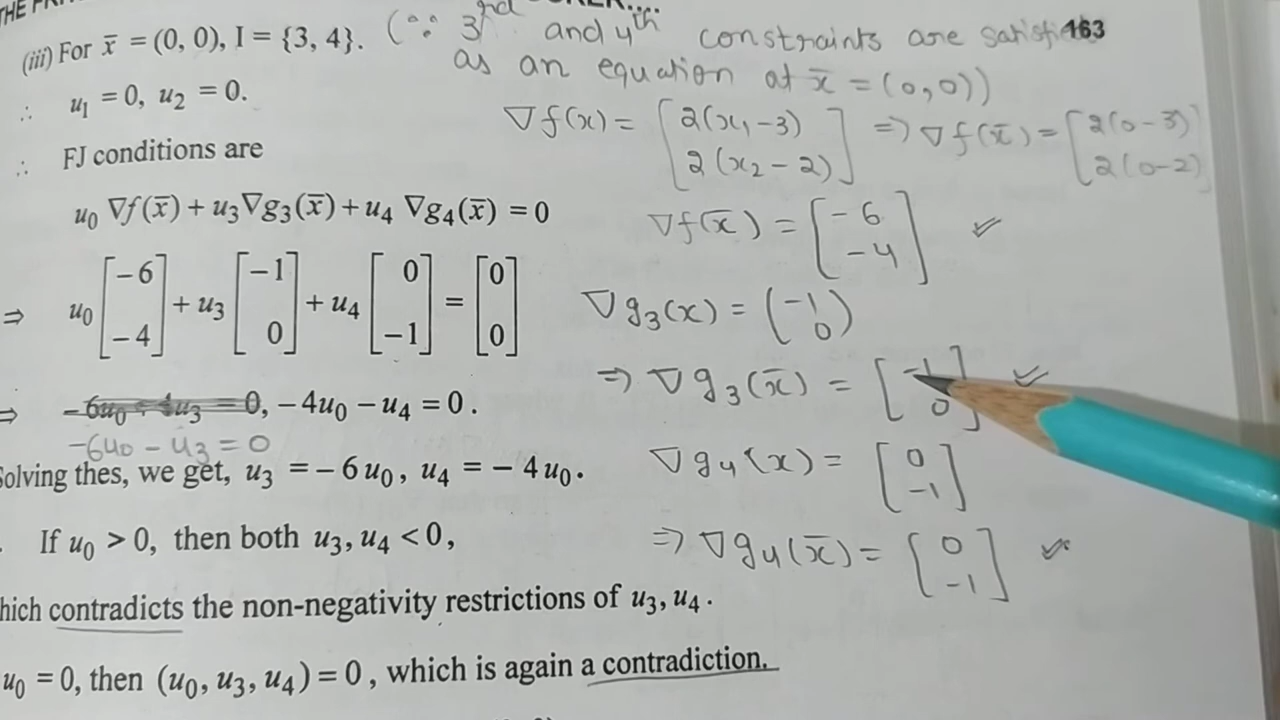 (iii) For x̄ = (0, 0), I = {3, 4}. (∵ 3rd and 4th constraints are 163
as an equation at x̄ = (0,0))
∴ u₁ = 0, u₂ = 0.
∇f(x) = [2(x₁-3) 2(x₂-2)] ⇒ ∇f(x̄) = [2(0-3) 2(0-2)]
∴ FJ conditions are
u₀ ∇f(x̄) + u₃∇g₃(x̄) + u₄ ∇g₄(x̄) = 0
∇f(x̄) = [-6 -4] ✓
⇒ u₀ [-6 -4] + u₃ [-1 0] + u₄ [0 -1] = [0 0]
∇g₃(x) = (-1 0)
⇒ ∇g₃(x̄) = [-1 0] ✓
⇒ -6u₀ + 4u₃ = 0, -4u₀ - u₄ = 0.
-6u₀ - u₃ = 0
Solving thes, we get, u₃ = - 6u₀, u₄ = - 4u₀.
∇g₄(x) = [0 -1]
If u₀ > 0, then both u₃, u₄ < 0,
⇒ ∇g₄(x̄) = [0 -1] ✓
hich contradicts the non-negativity restrictions of u₃, u₄.
u₀ = 0, then (u₀, u₃, u₄) = 0, which is again a contradiction.